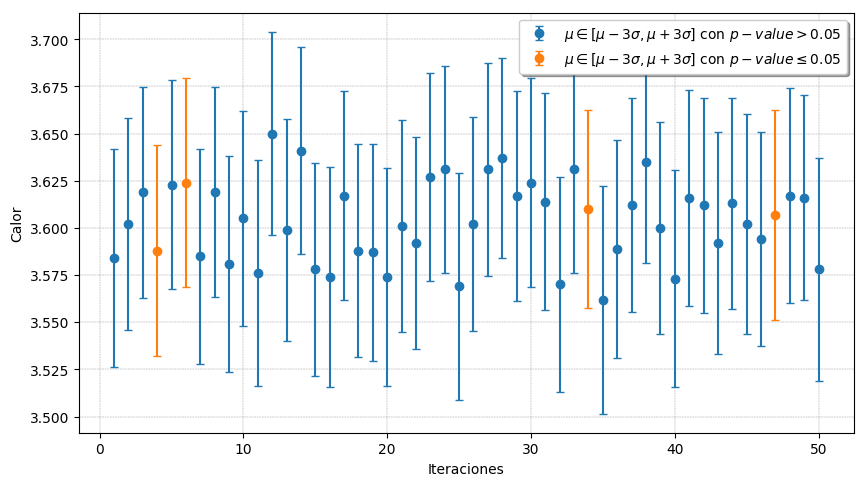 μ ∈ [μ − 3σ, μ + 3σ] con p − value > 0.05
μ ∈ [μ − 3σ, μ + 3σ] con p − value ≤ 0.05
3.700
3.675
3.650
3.625
3.600
3.575
3.550
3.525
3.500
Calor
0 10 20 30 40 50
Iteraciones